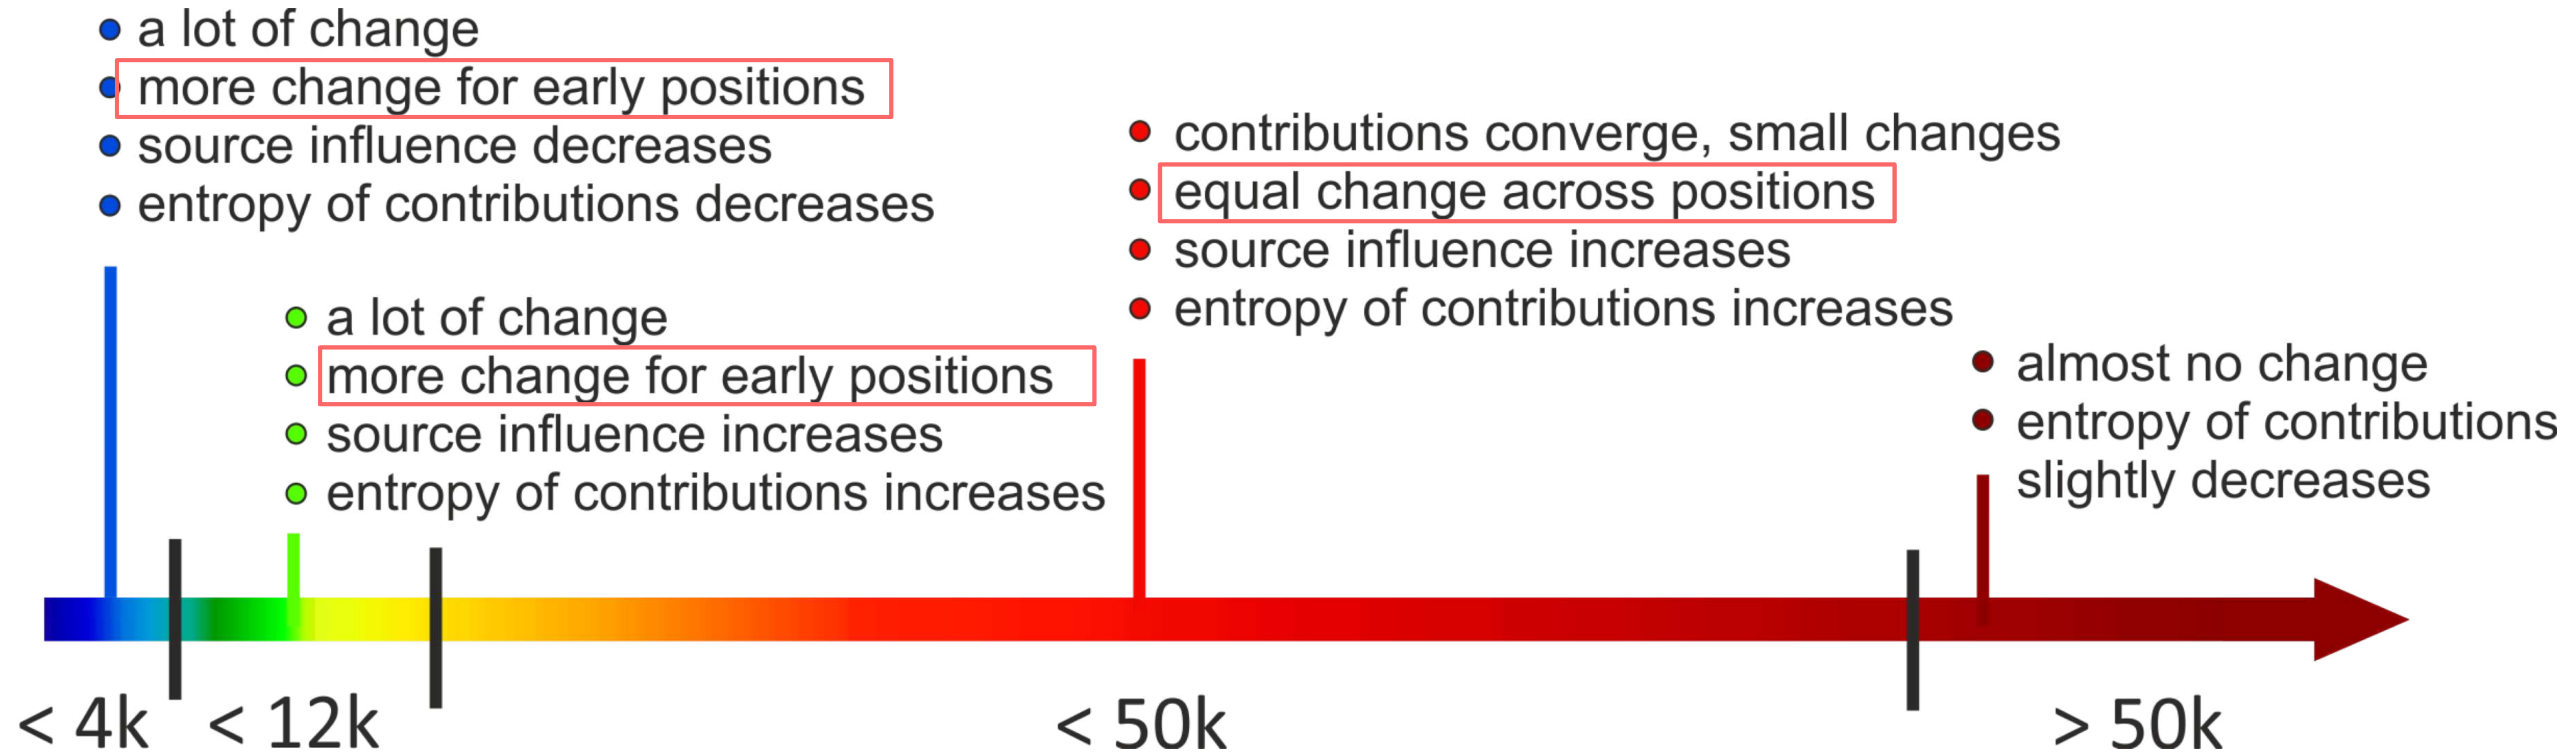 a lot of change
more change for early positions
source influence decreases
entropy of contributions decreases
a lot of change
more change for early positions
source influence increases
entropy of contributions increases
contributions converge, small changes
equal change across positions
source influence increases
entropy of contributions increases
almost no change
entropy of contributions
slightly decreases
< 4k
< 12k
< 50k
> 50k